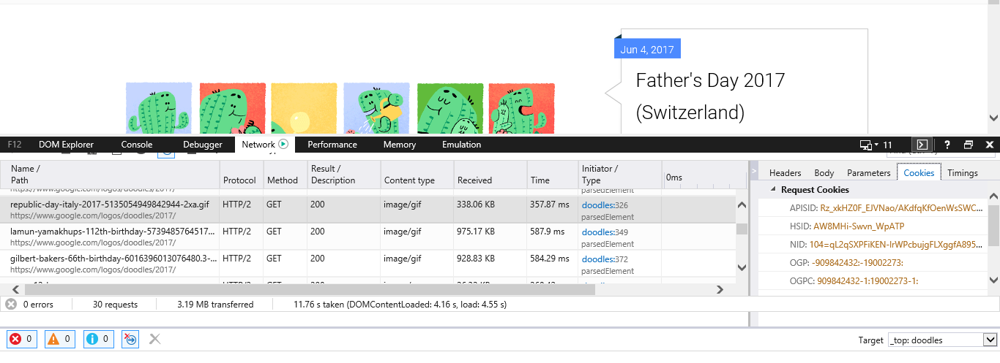 Jun 4, 2017
Father's Day 2017
(Switzerland)
F12 DOM Explorer Console Debugger Network Performance Memory Emulation 11 ?
Name / Path Protocol Method Result / Description Content type Received Time Initiator / Type 0ms
https://www.google.com/logos/doodles/2017/ parsedElement
republic-day-italy-2017-5135054949842944-2xa.gif HTTP/2 GET 200 image/gif 338.06 KB 357.87 ms doodles:326
https://www.google.com/logos/doodles/2017/ parsedElement
lamun-yamakhups-112th-birthday-5739485764517... HTTP/2 GET 200 image/gif 975.17 KB 587.9 ms doodles:349
https://www.google.com/logos/doodles/2017/ parsedElement
gilbert-bakers-66th-birthday-6016396013076480.3-... HTTP/2 GET 200 image/gif 928.83 KB 584.29 ms doodles:372
https://www.google.com/logos/doodles/2017/ parsedElement
Headers Body Parameters Cookies Timings
Request Cookies
APISID: Rz_xkHZ0F_EJVNao/AKdfqKfOenWsSWC...
HSID: AW8MHi-Swvn_WpATP
NID: 104=qL2qSXPFiKEN-IrWPcbujgFLXggfA895...
OGP: -909842432:-19002273:
OGPC: 909842432-1:19002273-1:
0 errors 30 requests 3.19 MB transferred 11.76 s taken (DOMContentLoaded: 4.16 s, load: 4.55 s)
0 0 0 Target _top: doodles